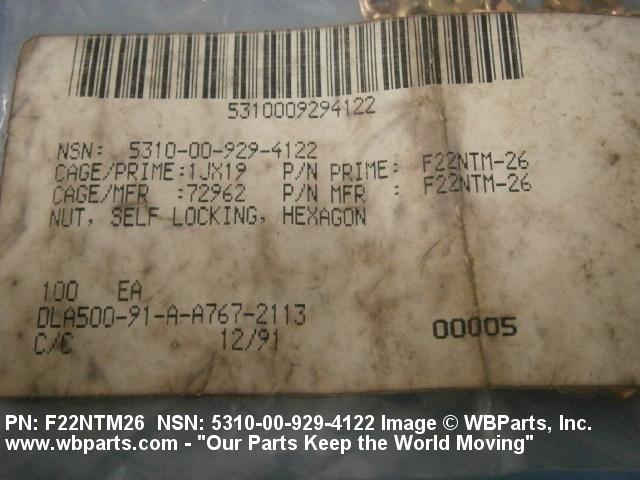 5310009294122
NSN: 5310-00-929-4122
CAGE/PRIME:1JX19 P/N PRIME: F22NTM-26
CAGE/MFR :72962 P/N MFR : F22NTM-26
NUT, SELF LOCKING, HEXAGON
100 EA
DLA500-91-A-A767-2113
C/C 12/91
00005
PN: F22NTM26 NSN: 5310-00-929-4122 Image © WBParts, Inc.
www.wbparts.com - "Our Parts Keep the World Moving"